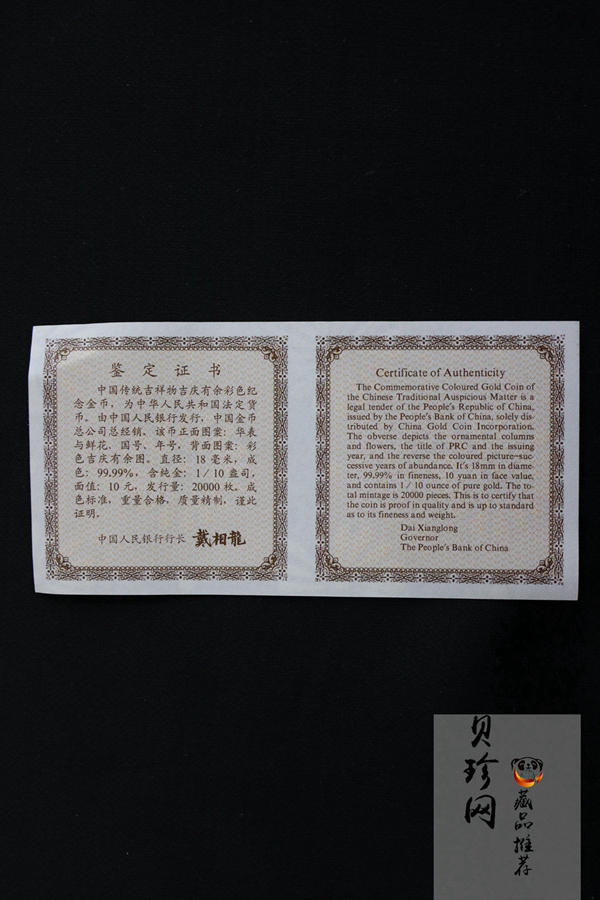 鉴定证书
中国传统吉祥物吉庆有余彩色纪
念金币，为中华人民共和国法定货
币，由中国人民银行发行，中国金币
总公司总经销，该币正面图案：华表
与鲜花、国号、年号，背面图案：彩
色吉庆有余图。直径：18毫米，成
色：99.99%，含纯金：1／10盎司，
面值：10元，发行量：20000枚。成
色标准，重量合格，质量精制，谨此
证明。
中国人民银行行长 戴相龍
Certificate of Authenticity
The Commemorative Coloured Gold Coin of
the Chinese Traditional Auspicious Matter is a
legal tender of the People's Republic of China,
issued by the People's Bank of China, solely dis-
tributed by China Gold Coin Incorporation.
The obverse depicts the ornamental columns
and flowers, the title of PRC and the issuing
year, and the reverse the coloured picture—suc-
cessive years of abundance. It's 18mm in diame-
ter, 99.99% in fineness, 10 yuan in face value,
and contains 1／10 ounce of pure gold. The to-
tal mintage is 20000 pieces. This is to certify that
the coin is proof in quality and is up to standard
as to its fineness and weight.
Dai Xianglong
Governor
The People's Bank of China
贝珍网
藏品推荐